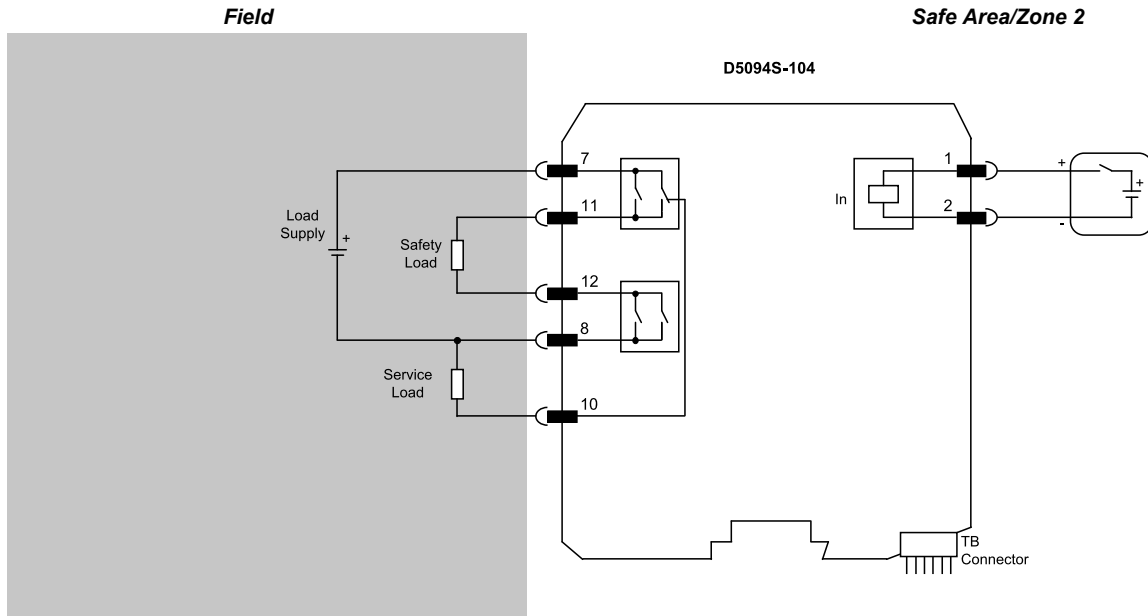 Field
Safe Area/Zone 2
D5094S-104
7
1
+
+
In
11
2
-
Load
Supply
+
Safety
Load
12
8
Service
Load
10
TB
Connector